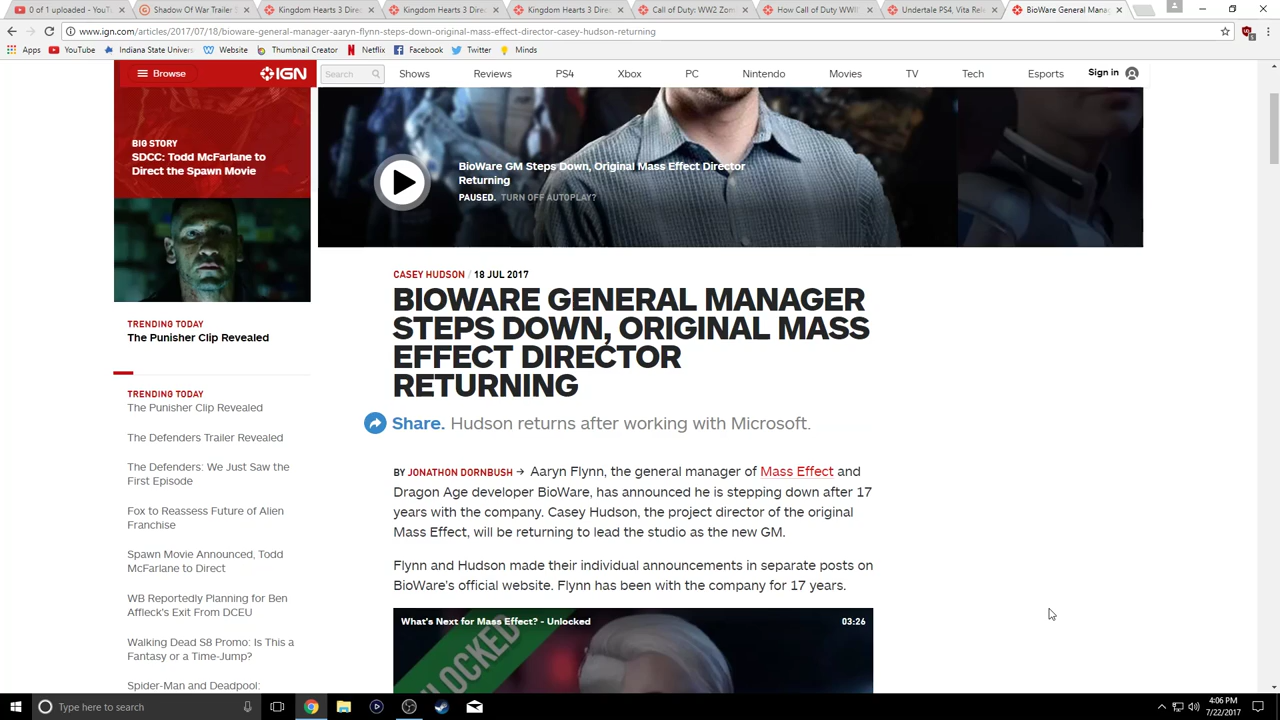 0 of 1 uploaded - YouT
Shadow Of War Trailer
Kingdom Hearts 3 Dire
Kingdom Hearts 3 Dire
Kingdom Hearts 3 Dire
Call of Duty: WW2 Zom
How Call of Duty WWII
Undertale PS4, Vita Rele
BioWare General Mana
www.ign.com/articles/2017/07/18/bioware-general-manager-aaryn-flynn-steps-down-original-mass-effect-director-casey-hudson-returning
Apps YouTube Indiana State Univers Website Thumbnail Creator Netflix Facebook Twitter Minds
Browse IGN Search Shows Reviews PS4 Xbox PC Nintendo Movies TV Tech Esports Sign in
BIG STORY
SDCC: Todd McFarlane to
Direct the Spawn Movie
BioWare GM Steps Down, Original Mass Effect Director
Returning
PAUSED. TURN OFF AUTOPLAY?
TRENDING TODAY
The Punisher Clip Revealed
TRENDING TODAY
The Punisher Clip Revealed
The Defenders Trailer Revealed
The Defenders: We Just Saw the
First Episode
Fox to Reassess Future of Alien
Franchise
Spawn Movie Announced, Todd
McFarlane to Direct
WB Reportedly Planning for Ben
Affleck's Exit From DCEU
Walking Dead S8 Promo: Is This a
Fantasy or a Time-Jump?
Spider-Man and Deadpool:
CASEY HUDSON / 18 JUL 2017
BIOWARE GENERAL MANAGER
STEPS DOWN, ORIGINAL MASS
EFFECT DIRECTOR
RETURNING
Share. Hudson returns after working with Microsoft.
BY JONATHON DORNBUSH Aaryn Flynn, the general manager of Mass Effect and
Dragon Age developer BioWare, has announced he is stepping down after 17
years with the company. Casey Hudson, the project director of the original
Mass Effect, will be returning to lead the studio as the new GM.
Flynn and Hudson made their individual announcements in separate posts on
BioWare's official website. Flynn has been with the company for 17 years.
What's Next for Mass Effect? - Unlocked 03:26
Type here to search
4:06 PM
7/22/2017